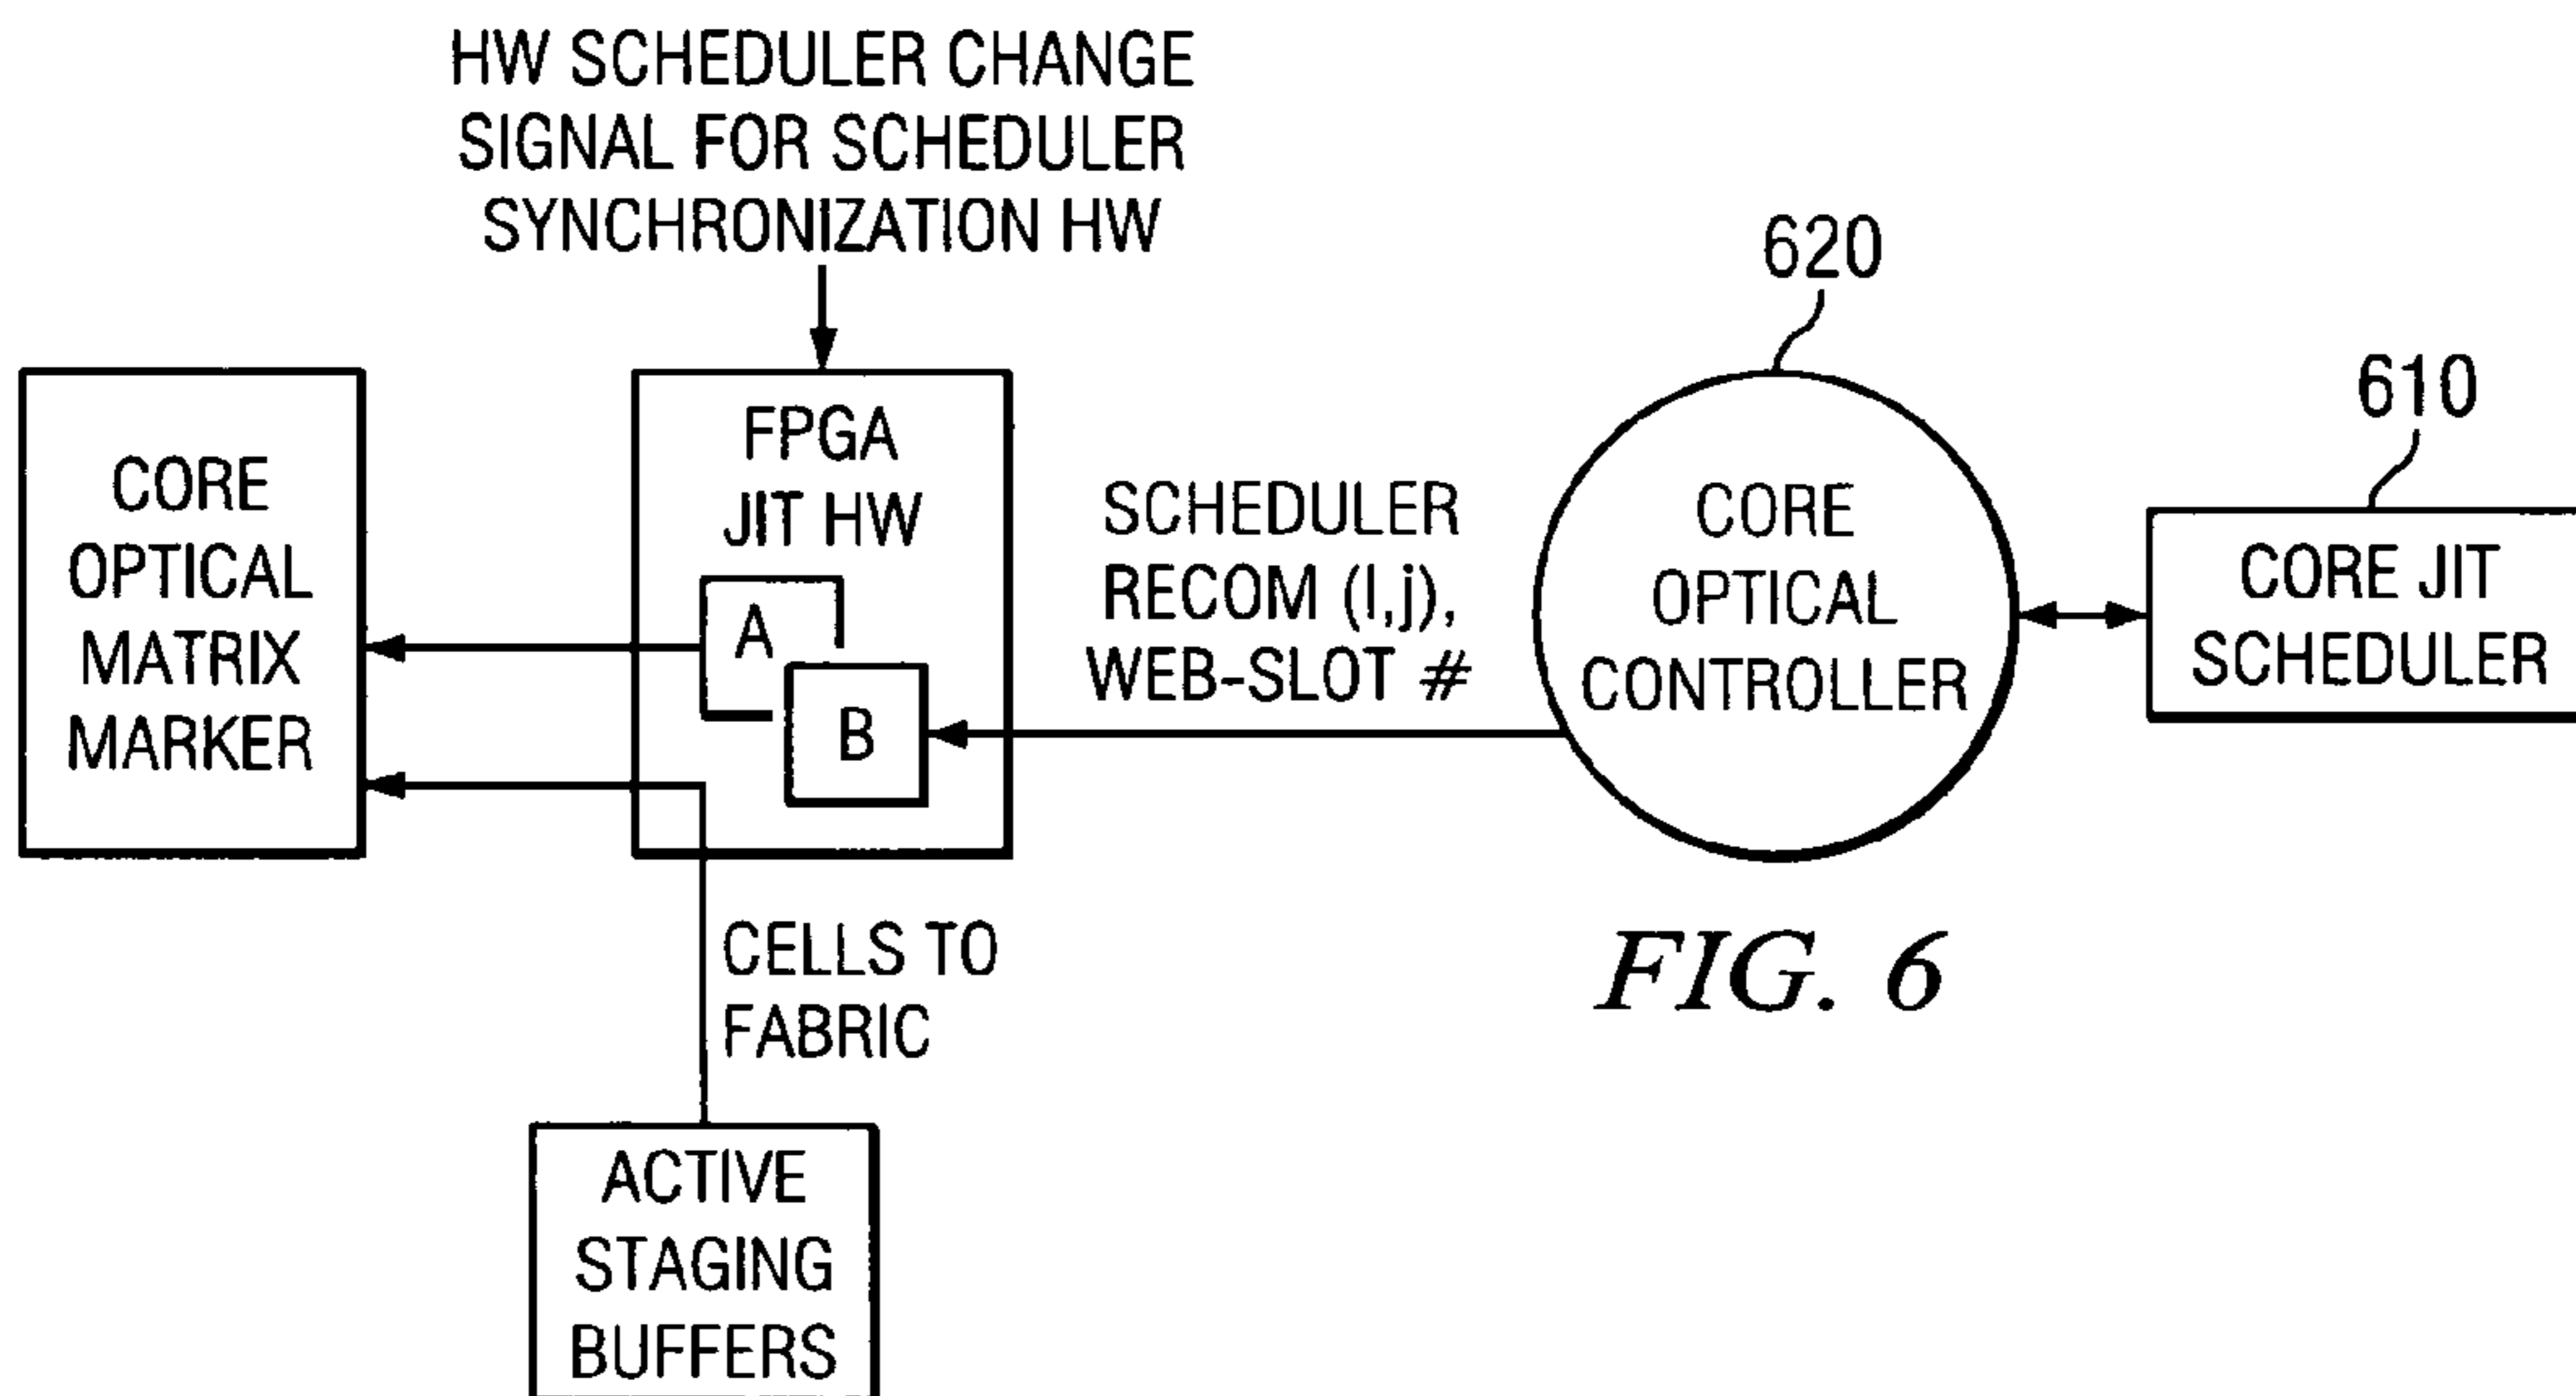 HW SCHEDULER CHANGE
SIGNAL FOR SCHEDULER
SYNCHRONIZATION HW
CORE
OPTICAL
MATRIX
MARKER
FPGA
JIT HW
A
B
SCHEDULER
RECOM (I,j),
WEB-SLOT #
620
CORE
OPTICAL
CONTROLLER
610
CORE JIT
SCHEDULER
CELLS TO
FABRIC
ACTIVE
STAGING
BUFFERS
FIG. 6